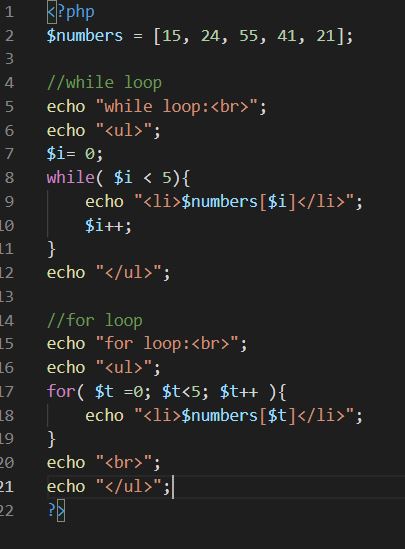 1 <?php
2 $numbers = [15, 24, 55, 41, 21];
3
4 //while loop
5 echo "while loop:<br>";
6 echo "<ul>";
7 $i= 0;
8 while( $i < 5){
9     echo "<li>$numbers[$i]</li>";
10     $i++;
11 }
12 echo "</ul>";
13
14 //for loop
15 echo "for loop:<br>";
16 echo "<ul>";
17 for( $t =0; $t<5; $t++ ){
18     echo "<li>$numbers[$t]</li>";
19 }
20 echo "<br>";
21 echo "</ul>";
22 ?>